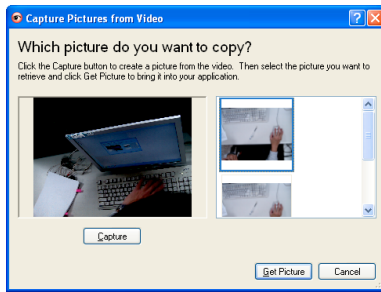 Capture Pictures from Video
Which picture do you want to copy?
Click the Capture button to create a picture from the video. Then select the picture you want to
retrieve and click Get Picture to bring it into your application.
Capture
Get Picture
Cancel